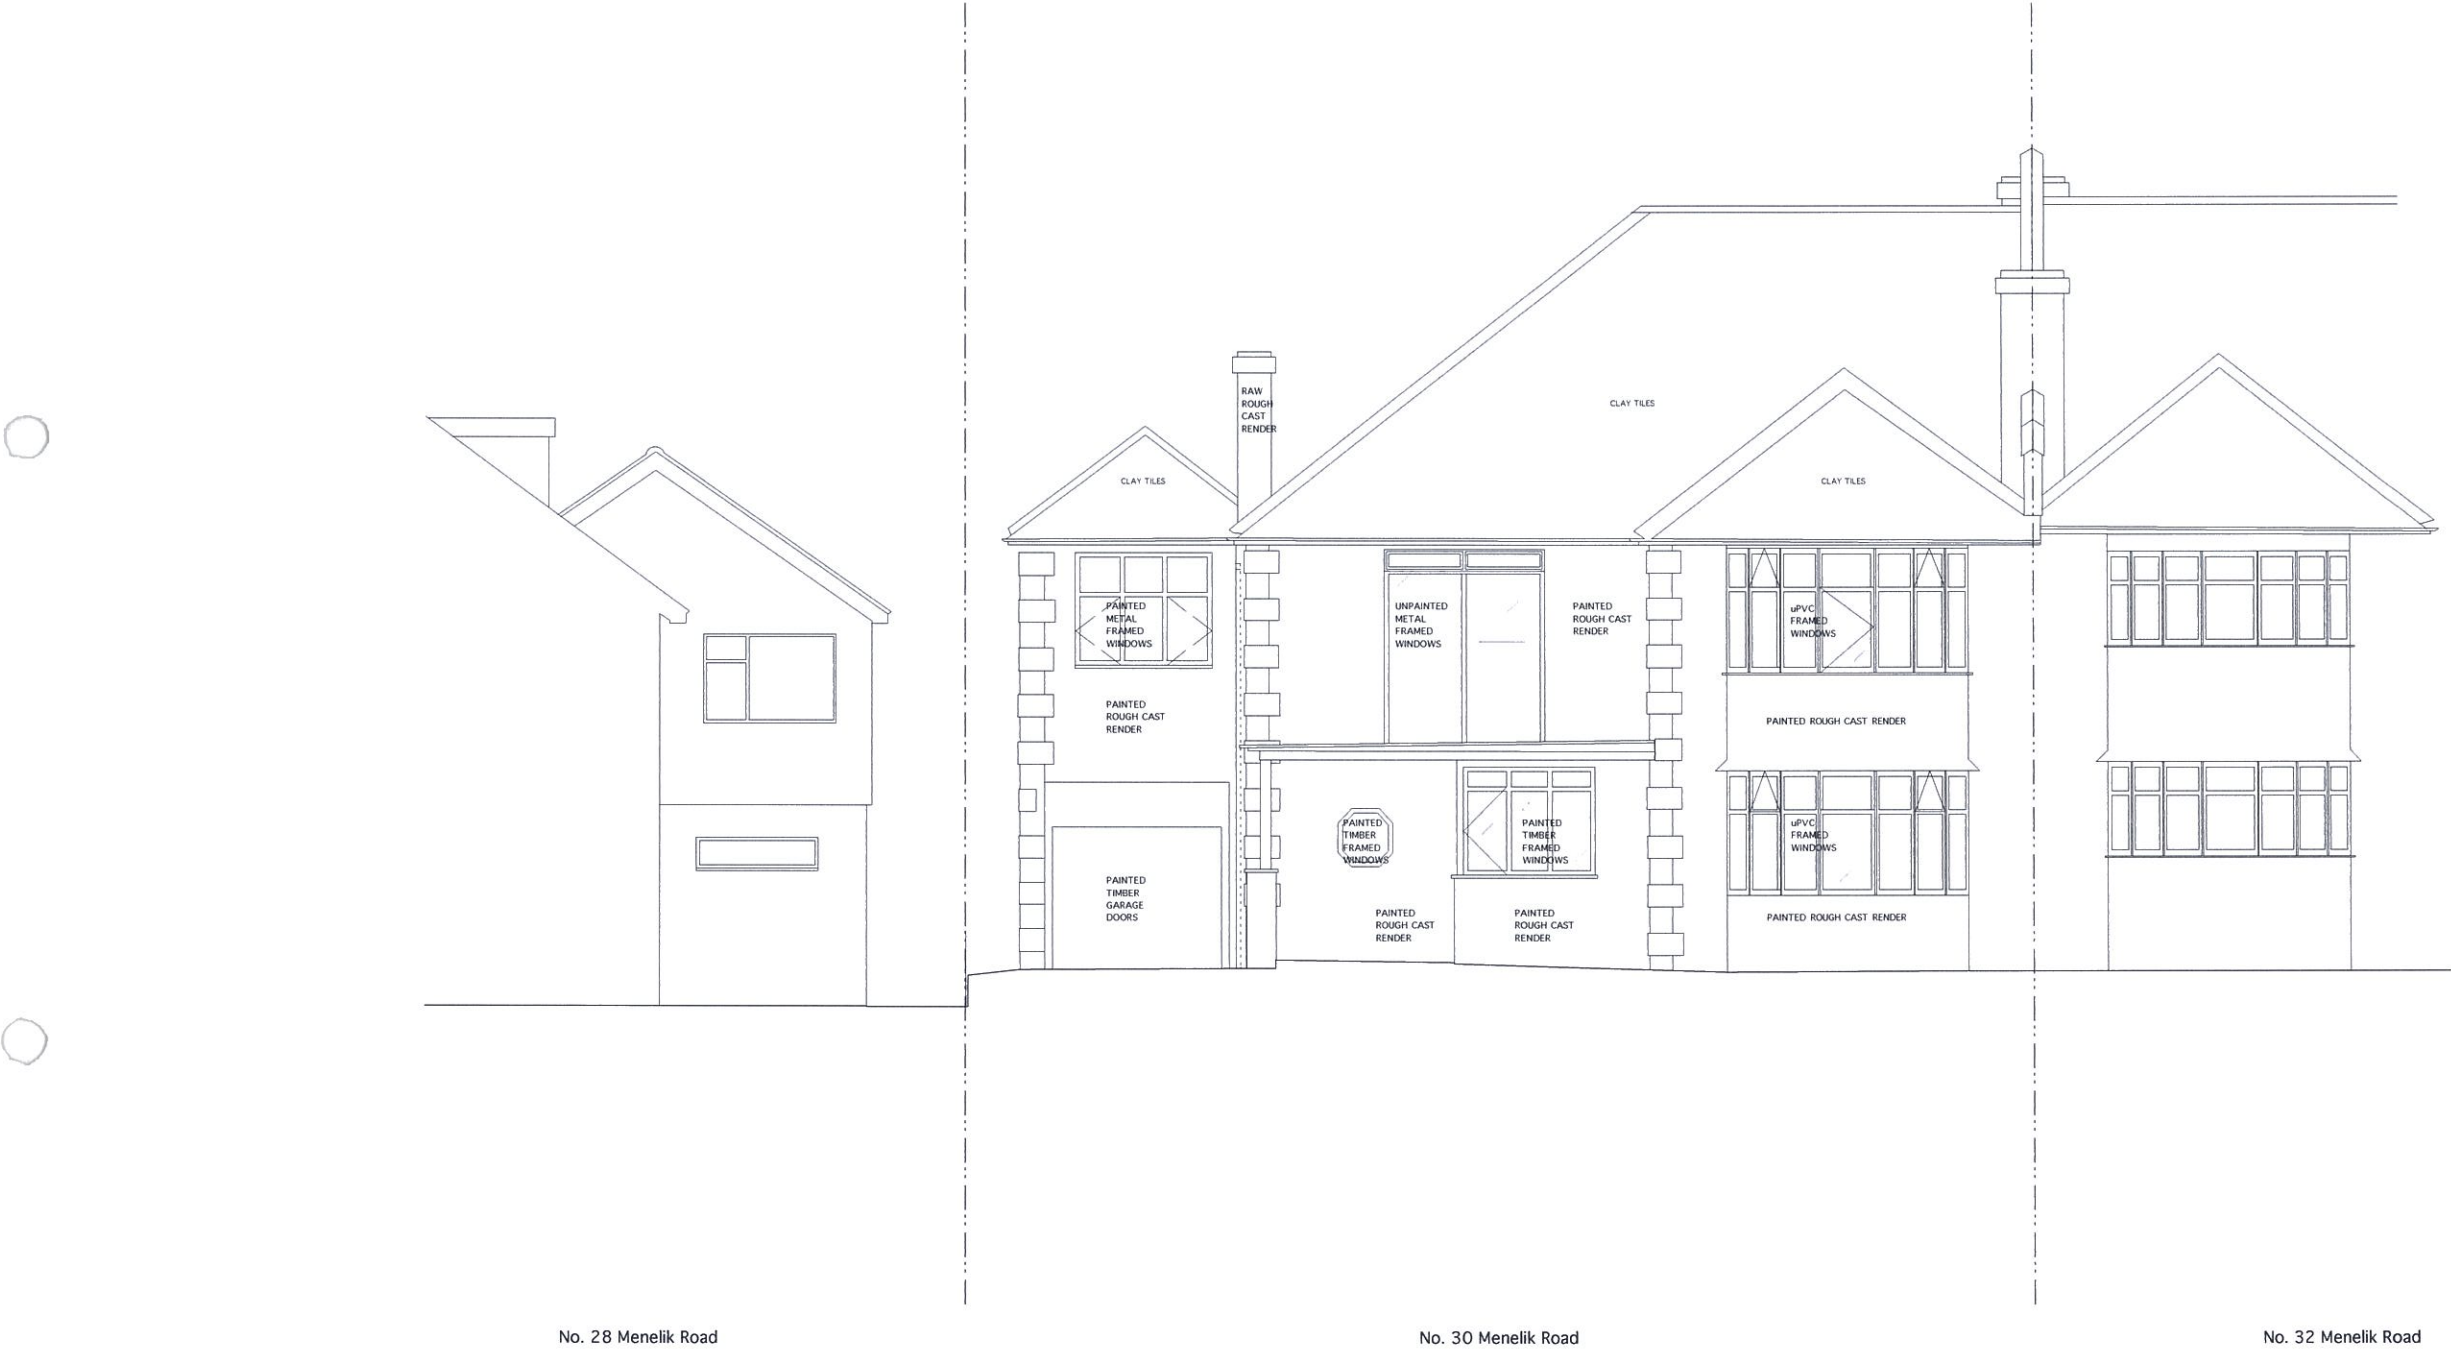 RAW
ROUGH
CAST
RENDER
CLAY TILES
CLAY TILES
CLAY TILES
PAINTED
METAL
FRAMED
WINDOWS
UNPAINTED
METAL
FRAMED
WINDOWS
PAINTED
ROUGH CAST
RENDER
uPVC
FRAMED
WINDOWS
PAINTED
ROUGH CAST
RENDER
PAINTED ROUGH CAST RENDER
PAINTED
TIMBER
FRAMED
WINDOWS
PAINTED
TIMBER
FRAMED
WINDOWS
uPVC
FRAMED
WINDOWS
PAINTED
TIMBER
GARAGE
DOORS
PAINTED
ROUGH CAST
RENDER
PAINTED
ROUGH CAST
RENDER
PAINTED ROUGH CAST RENDER
No. 28 Menelik Road
No. 30 Menelik Road
No. 32 Menelik Road